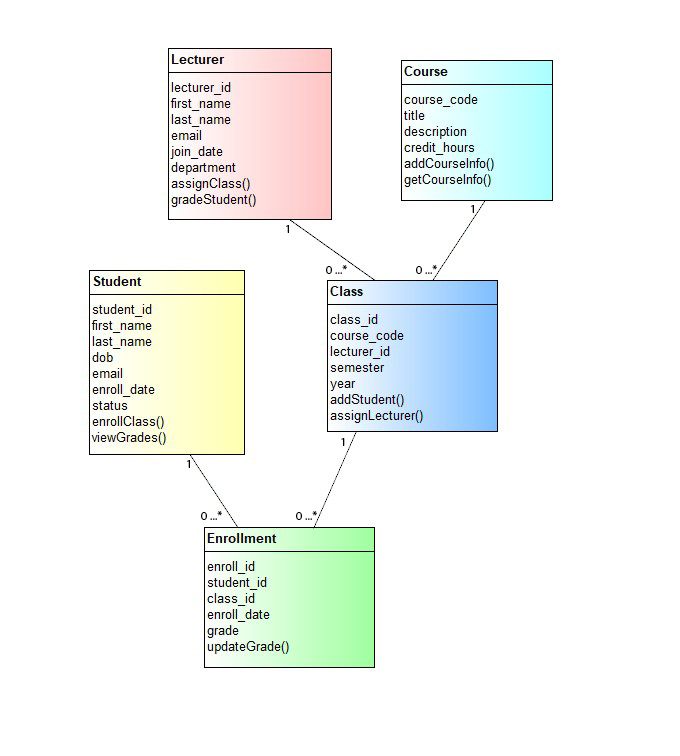 Lecturer
lecturer_id
first_name
last_name
email
join_date
department
assignClass()
gradeStudent()
1
0 ...*
Course
course_code
title
description
credit_hours
addCourseInfo()
getCourseInfo()
1
0 ...*
Student
student_id
first_name
last_name
dob
email
enroll_date
status
enrollClass()
viewGrades()
1
0 ...*
Class
class_id
course_code
lecturer_id
semester
year
addStudent()
assignLecturer()
1
0 ...*
Enrollment
enroll_id
student_id
class_id
enroll_date
grade
updateGrade()